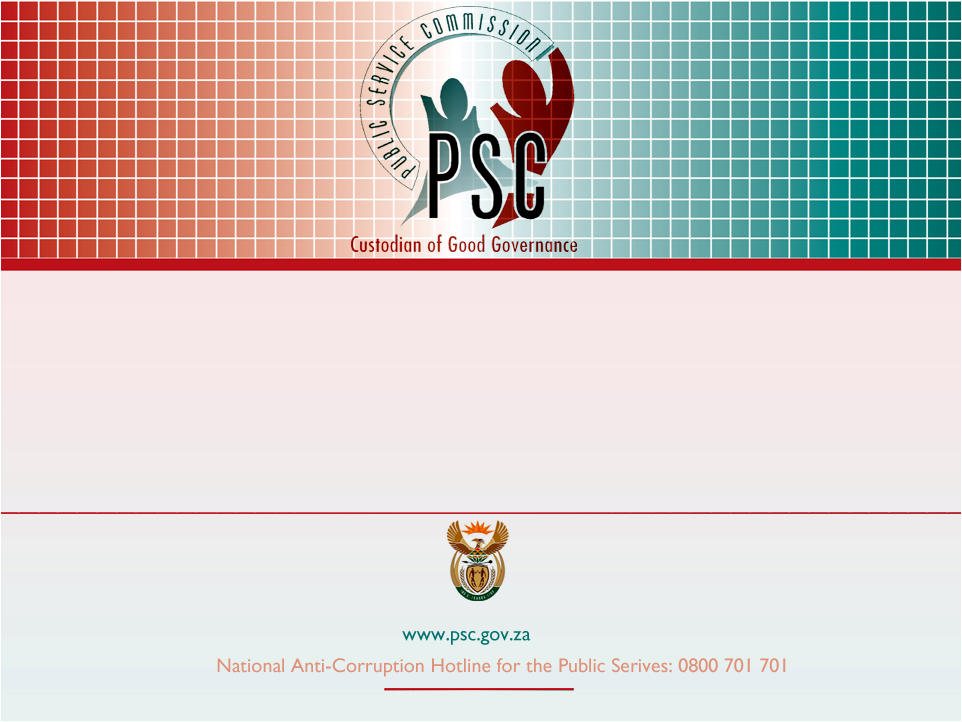 PUBLIC SERVICE COMMISSION
PSC
Custodian of Good Governance
www.psc.gov.za
National Anti-Corruption Hotline for the Public Serives: 0800 701 701